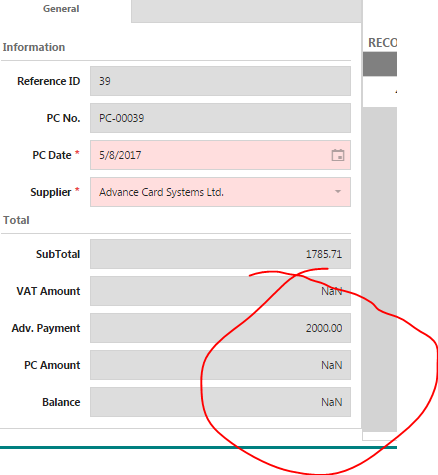 General
RECO
Information
Reference ID 39
PC No. PC-00039
PC Date * 5/8/2017
Supplier * Advance Card Systems Ltd.
Total
SubTotal 1785.71
VAT Amount NaN
Adv. Payment 2000.00
PC Amount NaN
Balance NaN